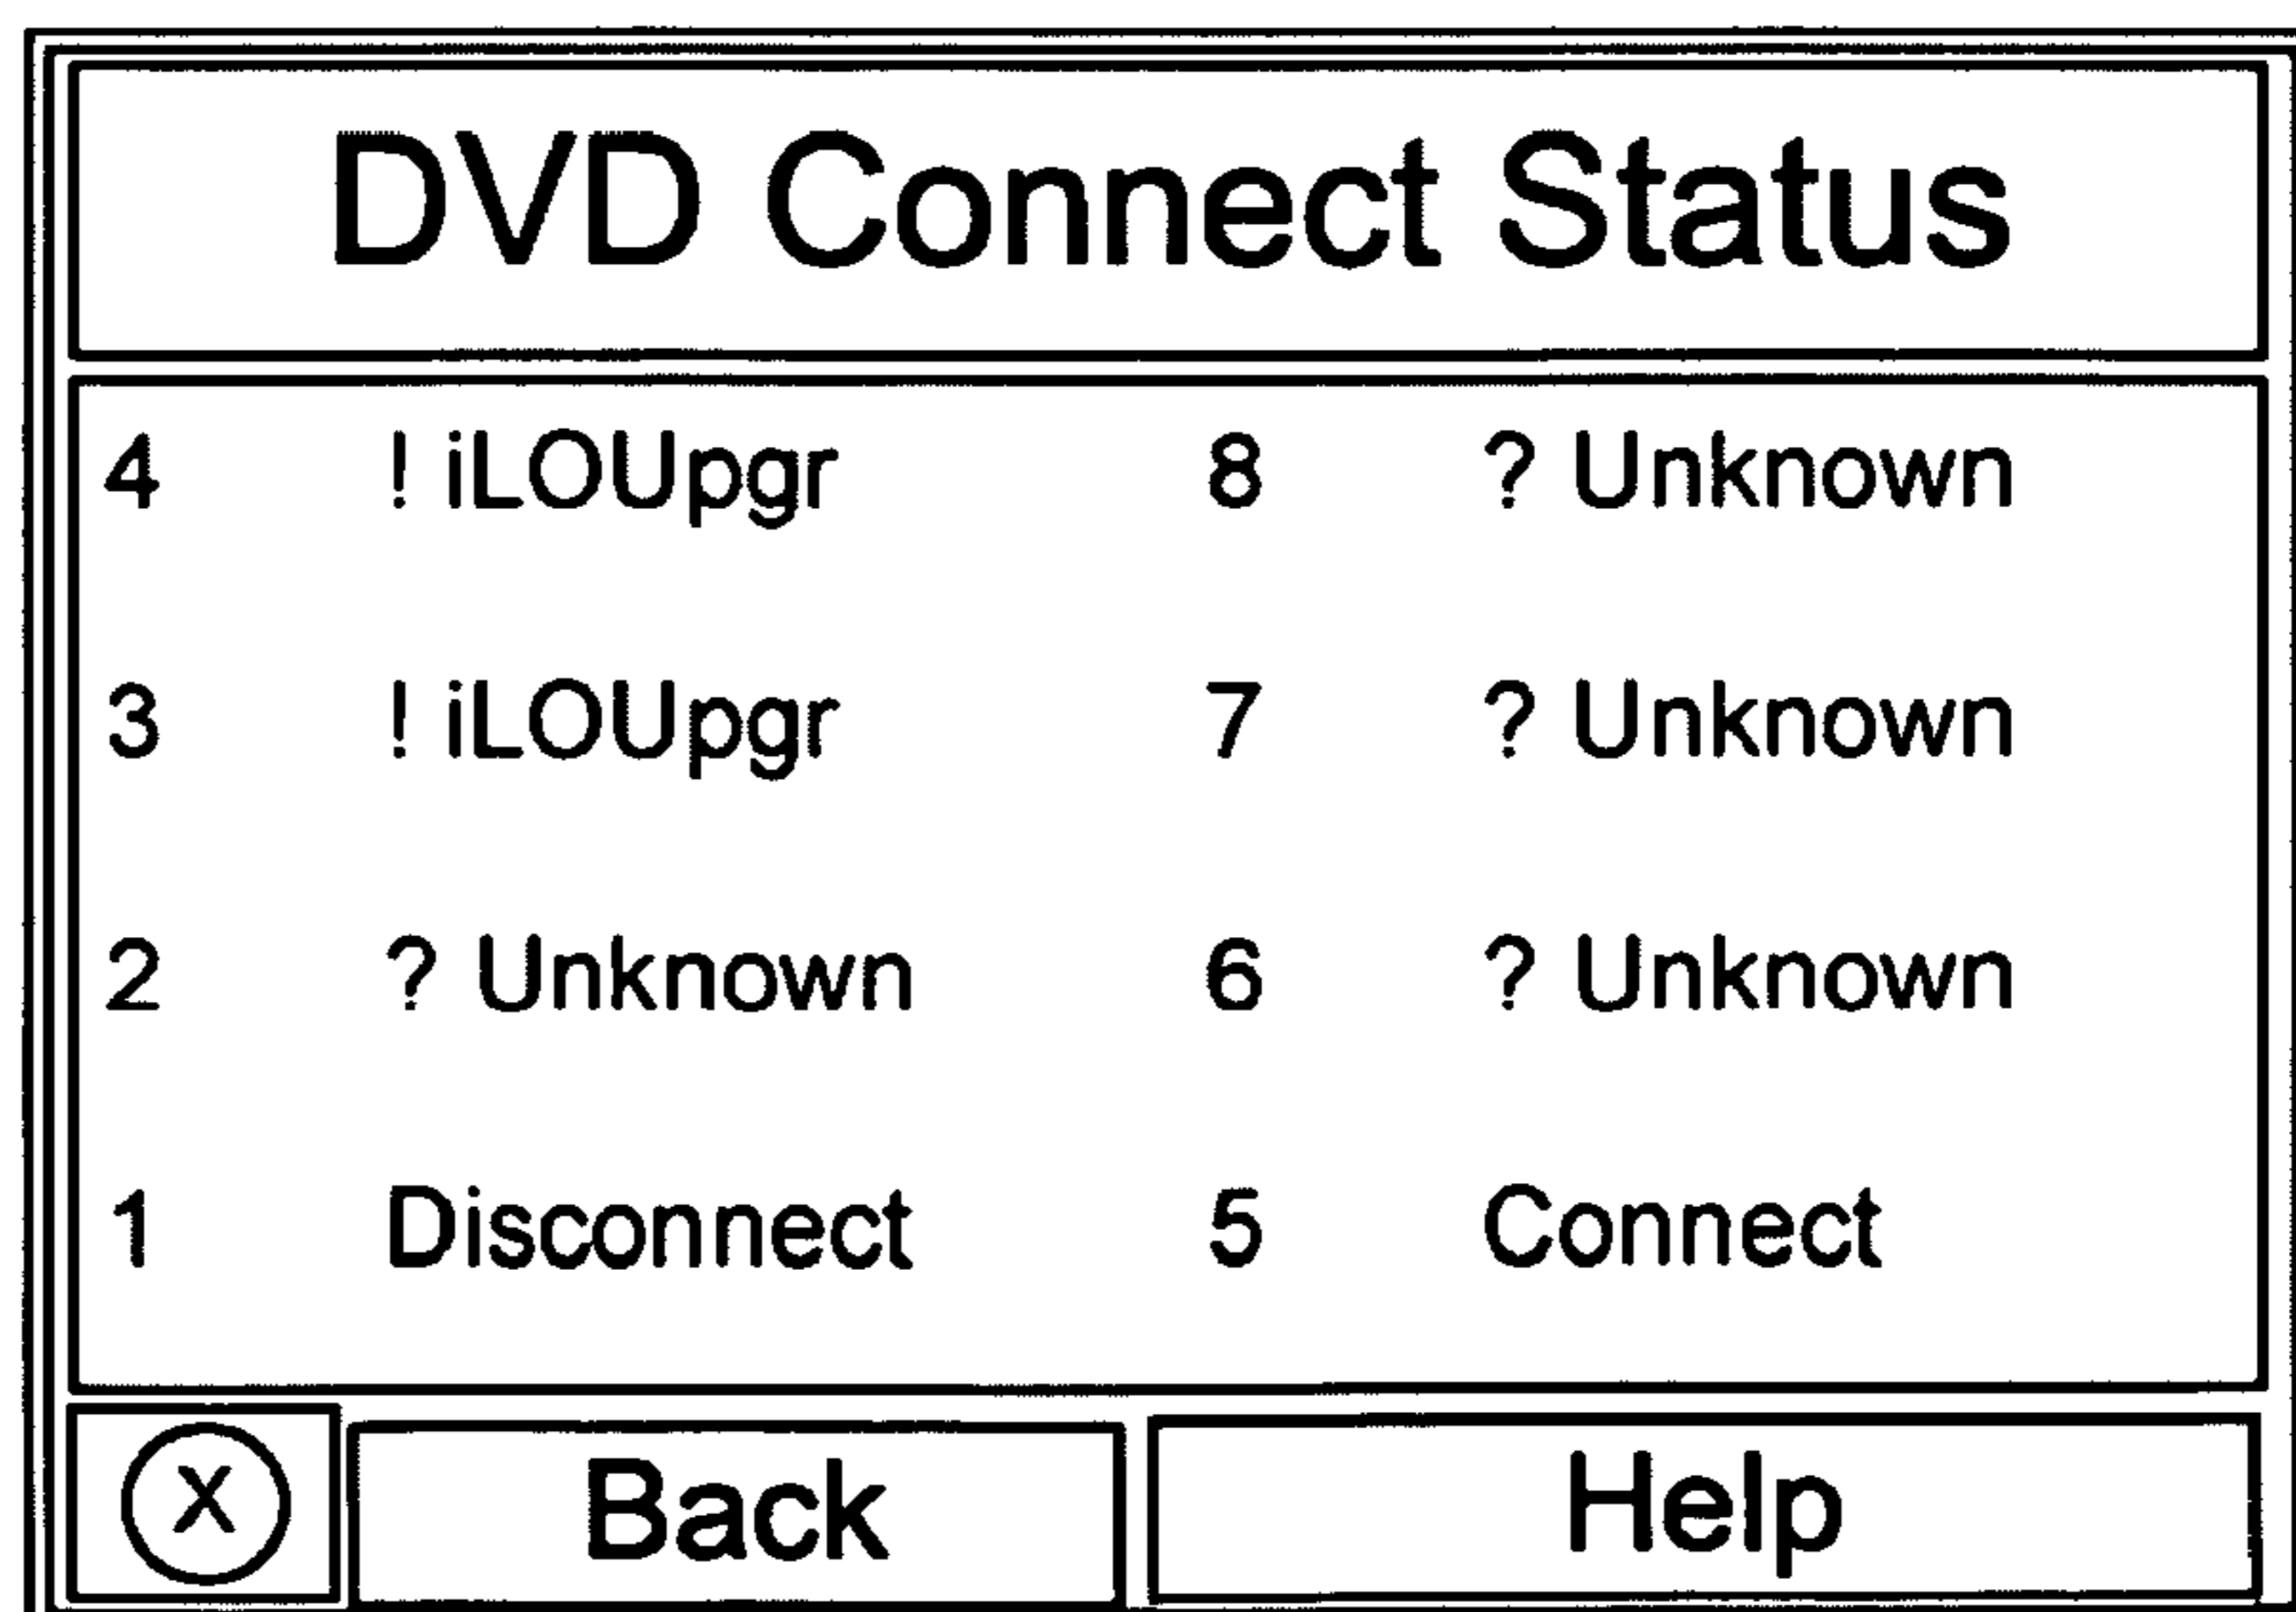 DVD Connect Status
4 ! iLOUpgr 8 ? Unknown
3 ! iLOUpgr 7 ? Unknown
2 ? Unknown 6 ? Unknown
1 Disconnect 5 Connect
X Back Help